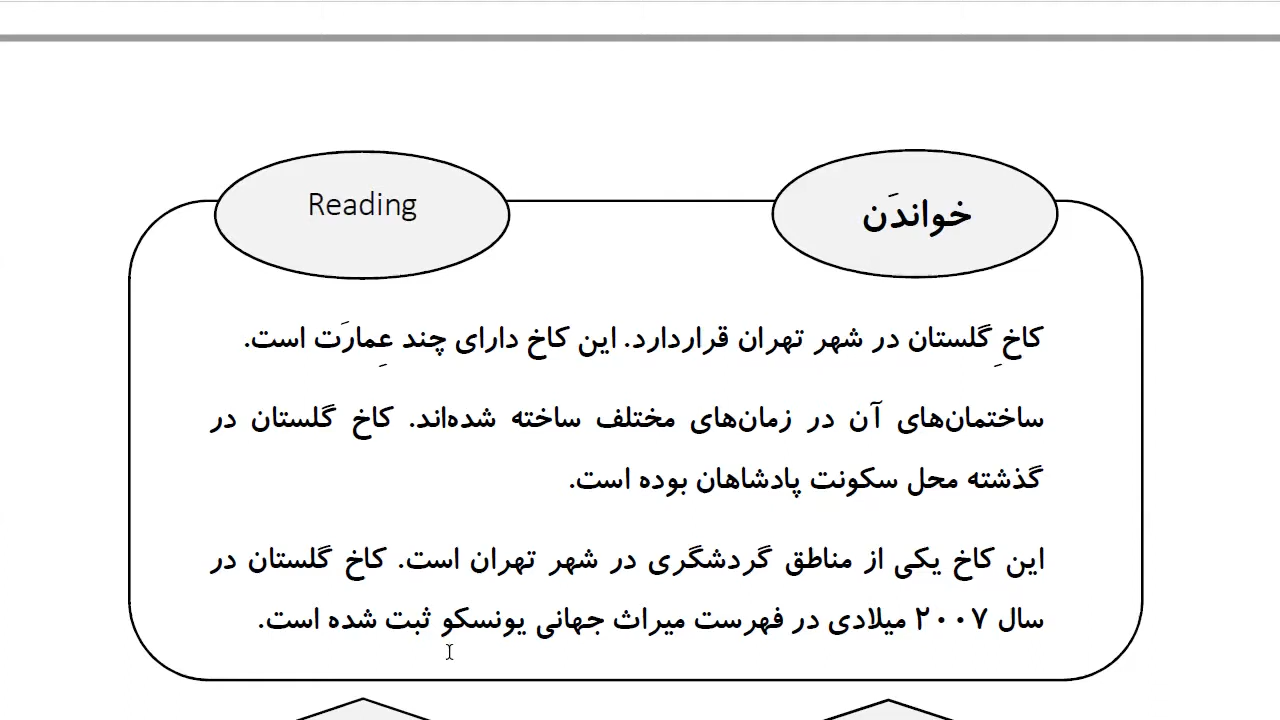 خواندَن
Reading
کاخِ گلستان در شهر تهران قراردارد. این کاخ دارای چند عِمارَت است.
ساختمان‌های آن در زمان‌های مختلف ساخته شده‌اند. کاخ گلستان در
گذشته محل سکونت پادشاهان بوده است.
این کاخ یکی از مناطق گردشگری در شهر تهران است. کاخ گلستان در
سال ۲۰۰۷ میلادی در فهرست میراث جهانی یونسکو ثبت شده است.